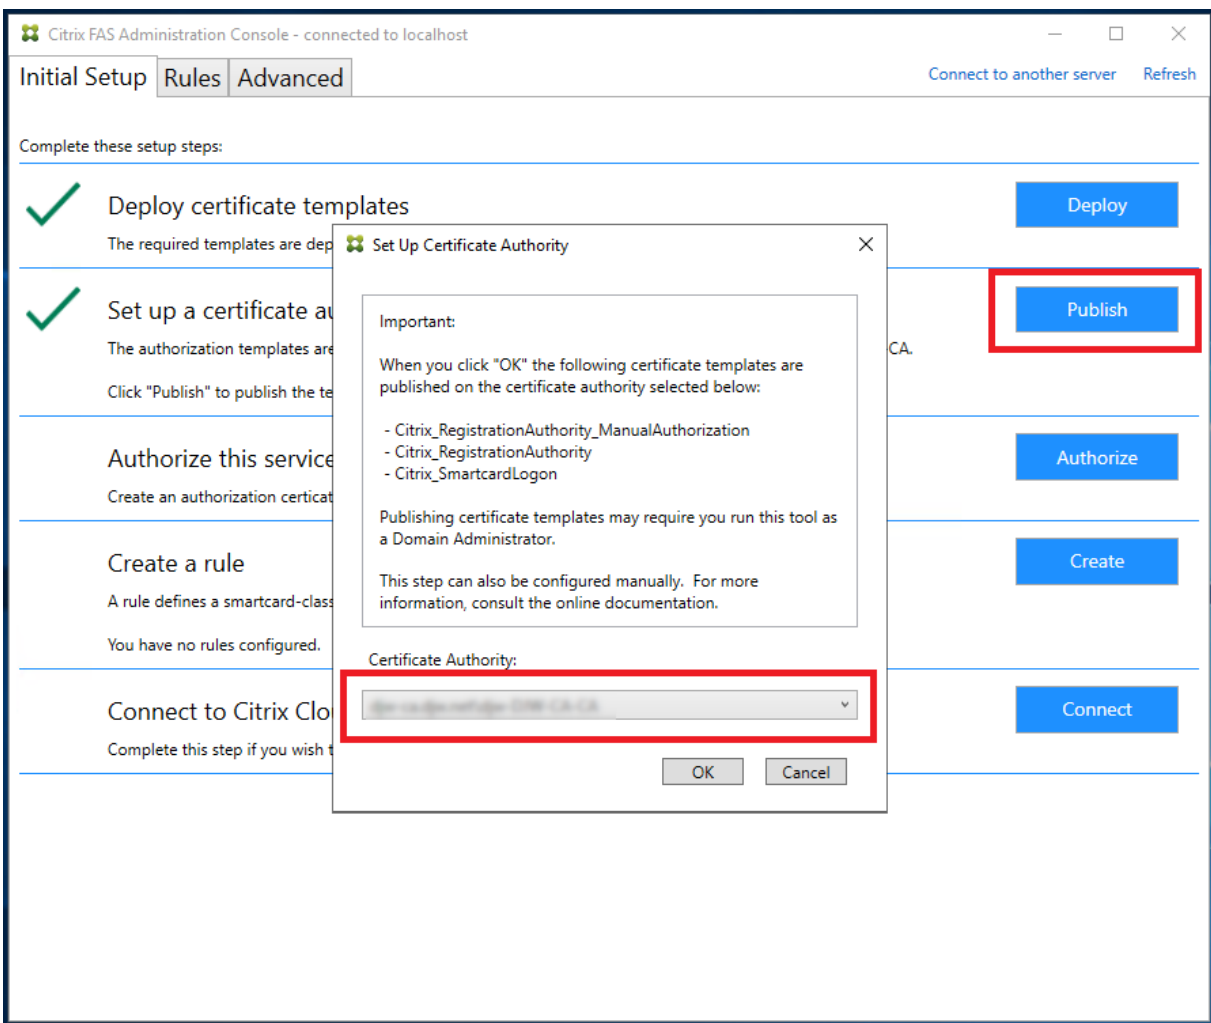 Citrix FAS Administration Console - connected to localhost
Initial Setup Rules Advanced
Connect to another server Refresh
Complete these setup steps:
Deploy certificate templates
Deploy
The required templates are dep
Set Up Certificate Authority
Set up a certificate au
Publish
The authorization templates are
CA.
Click "Publish" to publish the te
Important:
When you click "OK" the following certificate templates are
published on the certificate authority selected below:
- Citrix_RegistrationAuthority_ManualAuthorization
- Citrix_RegistrationAuthority
- Citrix_SmartcardLogon
Publishing certificate templates may require you run this tool as
a Domain Administrator.
This step can also be configured manually. For more
information, consult the online documentation.
Certificate Authority:
OK Cancel
Authorize this service
Authorize
Create an authorization certicat
Create a rule
Create
A rule defines a smartcard-class
You have no rules configured.
Connect to Citrix Clo
Connect
Complete this step if you wish t